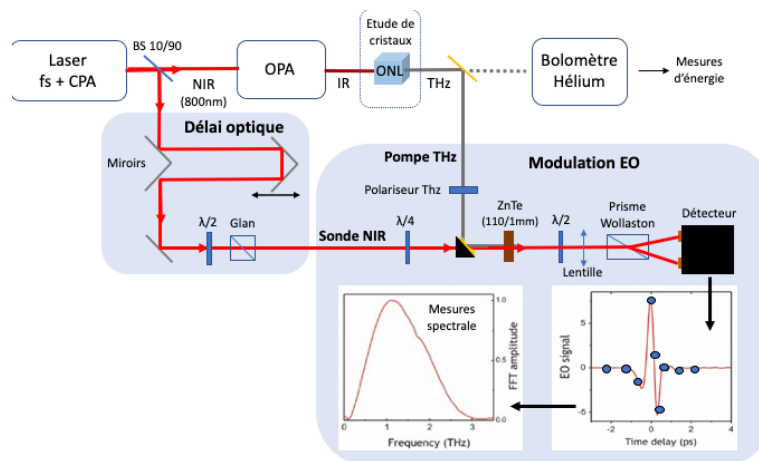 Laser
fs + CPA
BS 10/90
NIR
(800nm)
OPA
IR
Etude de
cristaux
ONL
THz
Bolomètre
Hélium
Mesures
d'énergie
Délai optique
Miroirs
λ/2
Glan
Sonde NIR
Pompe THz
Modulation EO
Polariseur Thz
λ/4
ZnTe
(110/1mm)
λ/2
Lentille
Prisme
Wollaston
Détecteur
Mesures
spectrale
1.0
0.8
0.6
0.4
0.2
0.0
FFT amplitude
0
1
2
3
Frequency (THz)
EO signal
5
0
-5
-2
0
2
4
Time delay (ps)